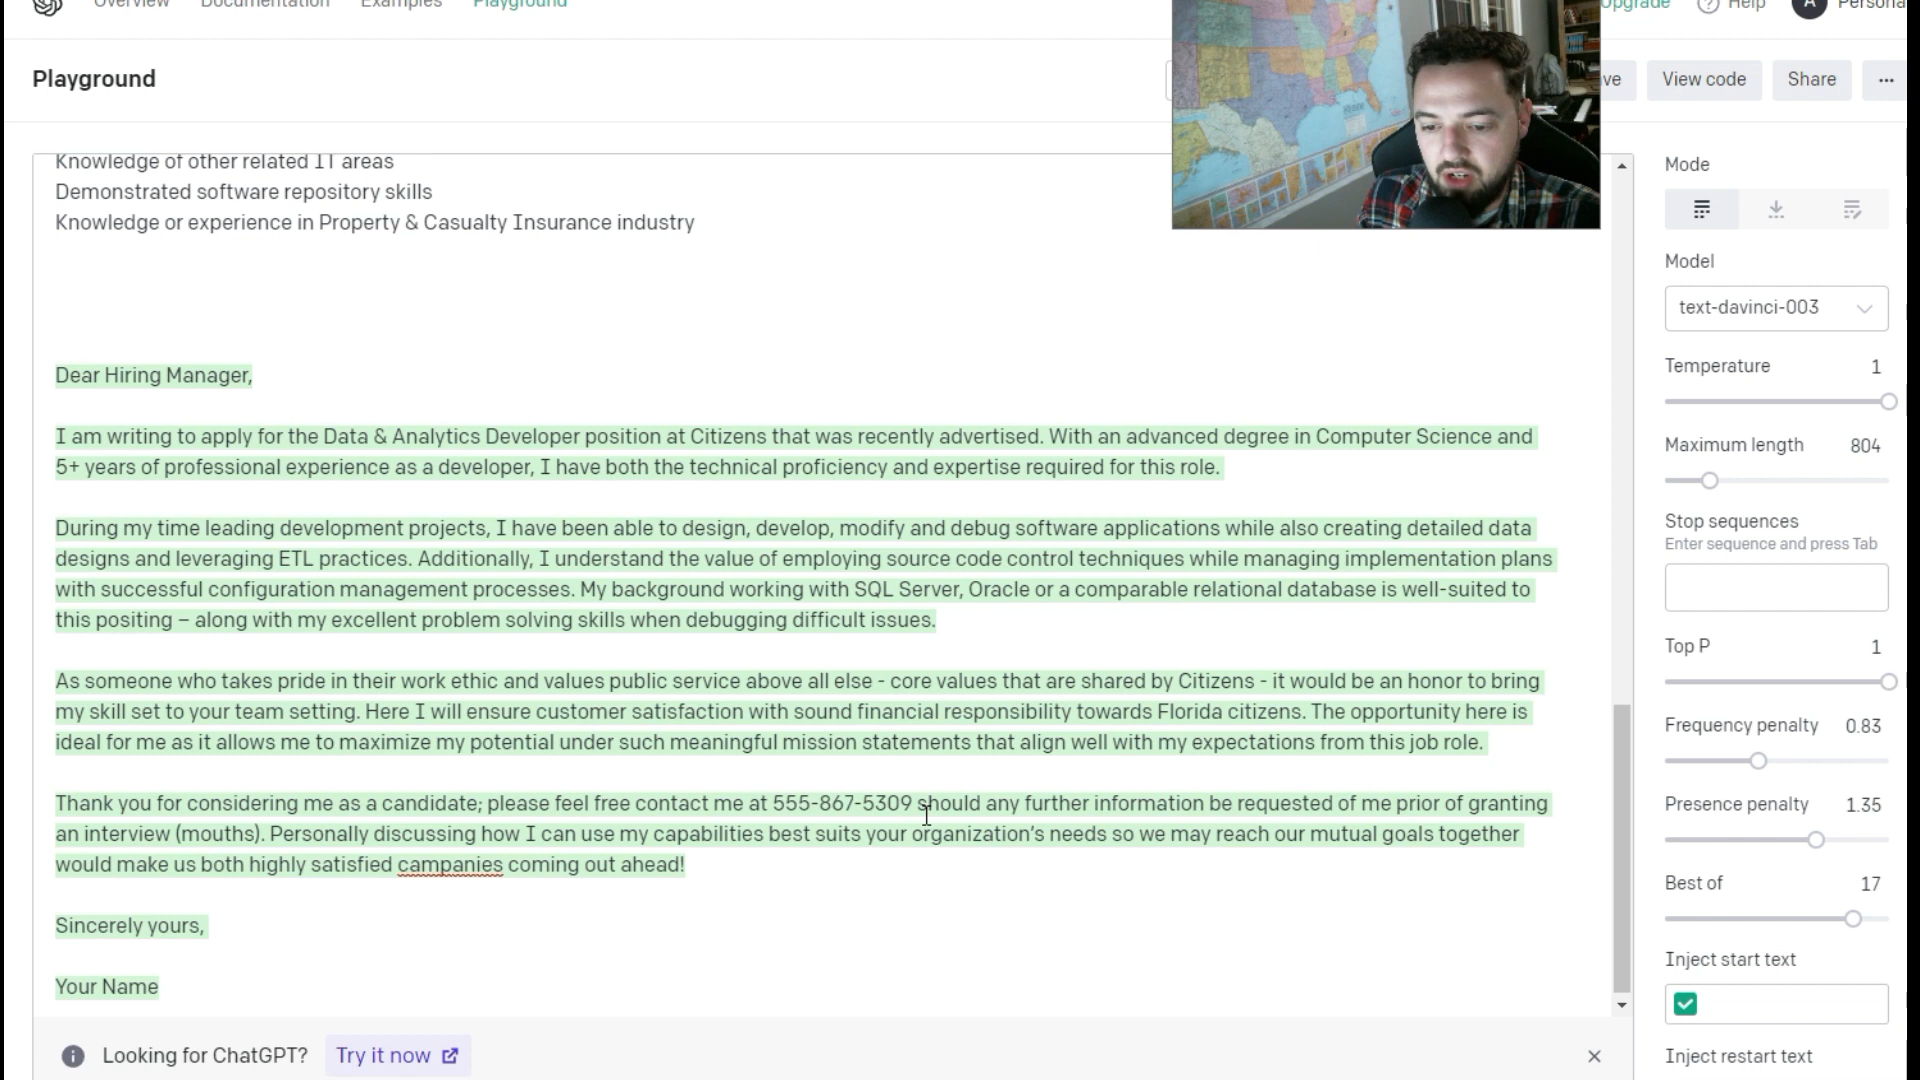 Overview Documentation Examples Playground
Upgrade Help A Persona
Playground
ve View code Share ...
Knowledge of other related IT areas
Demonstrated software repository skills
Knowledge or experience in Property & Casualty Insurance industry
Dear Hiring Manager,
I am writing to apply for the Data & Analytics Developer position at Citizens that was recently advertised. With an advanced degree in Computer Science and
5+ years of professional experience as a developer, I have both the technical proficiency and expertise required for this role.
During my time leading development projects, I have been able to design, develop, modify and debug software applications while also creating detailed data
designs and leveraging ETL practices. Additionally, I understand the value of employing source code control techniques while managing implementation plans
with successful configuration management processes. My background working with SQL Server, Oracle or a comparable relational database is well-suited to
this positing – along with my excellent problem solving skills when debugging difficult issues.
As someone who takes pride in their work ethic and values public service above all else - core values that are shared by Citizens - it would be an honor to bring
my skill set to your team setting. Here I will ensure customer satisfaction with sound financial responsibility towards Florida citizens. The opportunity here is
ideal for me as it allows me to maximize my potential under such meaningful mission statements that align well with my expectations from this job role.
Thank you for considering me as a candidate; please feel free contact me at 555-867-5309 should any further information be requested of me prior of granting
an interview (mouths). Personally discussing how I can use my capabilities best suits your organization's needs so we may reach our mutual goals together
would make us both highly satisfied campanies coming out ahead!
Sincerely yours,
Your Name
Looking for ChatGPT? Try it now
Mode
Model
text-davinci-003
Temperature 1
Maximum length 804
Stop sequences
Enter sequence and press Tab
Top P 1
Frequency penalty 0.83
Presence penalty 1.35
Best of 17
Inject start text
Inject restart text